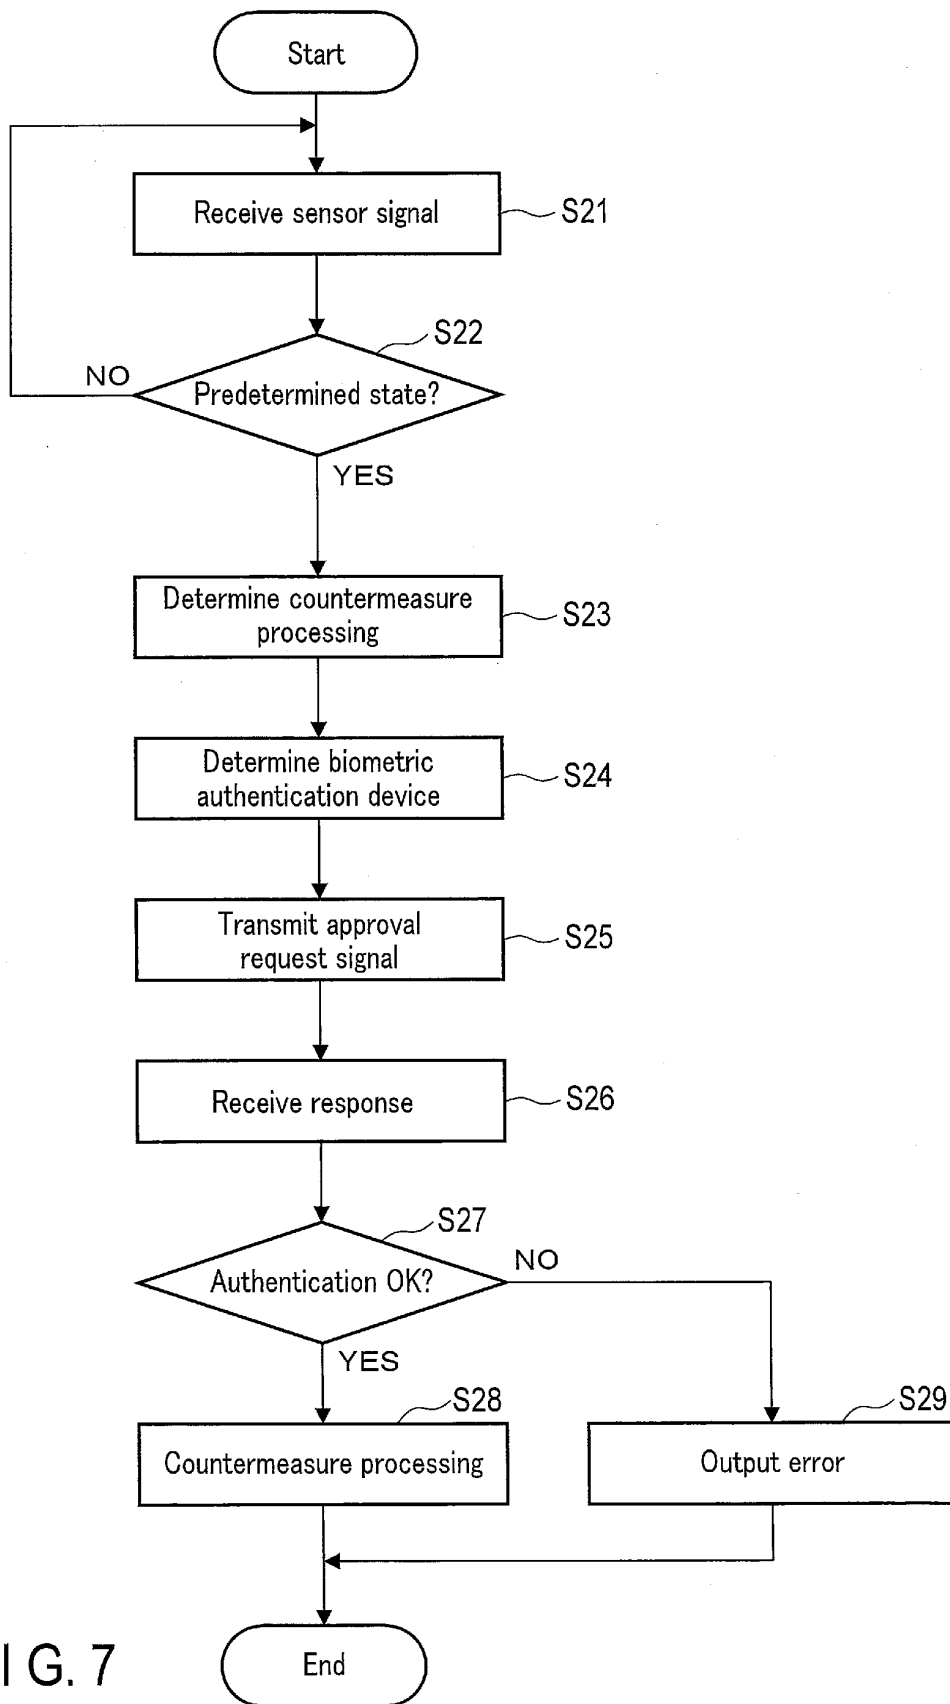 Start
Receive sensor signal
S21
S22
NO
Predetermined state?
YES
Determine countermeasure
processing
S23
Determine biometric
authentication device
S24
Transmit approval
request signal
S25
Receive response
S26
S27
NO
Authentication OK?
YES
S28
S29
Countermeasure processing
Output error
End
I G. 7